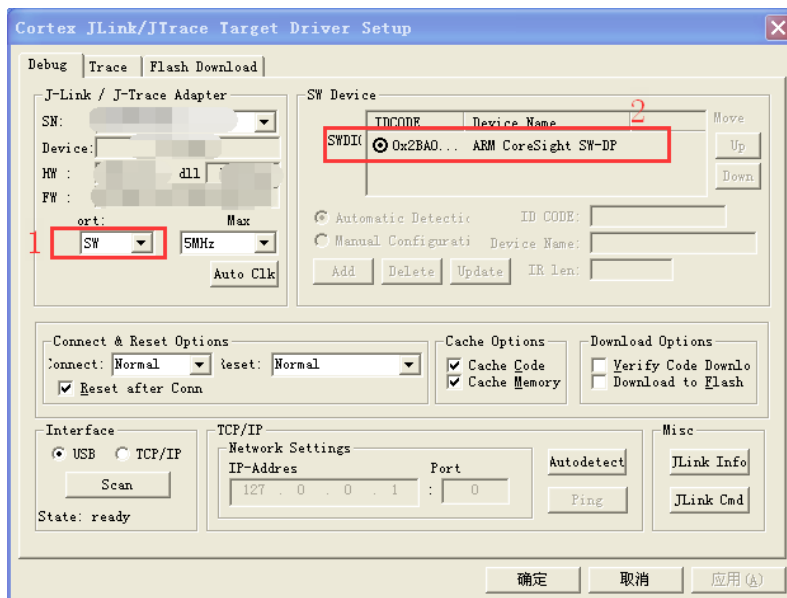 Cortex JLink/JTrace Target Driver Setup
Debug Trace Flash Download
J-Link / J-Trace Adapter
SN:
Device:
HW : dll
FW :
ort: Max
1 SW 5MHz
Auto Clk
SW Device
IDCODE Device Name 2 Move
SWDI( 0x2BA0... ARM CoreSight SW-DP Up
Down
Automatic Detectic ID CODE:
Manual Configurati Device Name:
Add Delete Update IR len:
Connect & Reset Options
onnect: Normal eset: Normal
Reset after Conn
Cache Options
Cache Code
Cache Memory
Download Options
Verify Code Downlo
Download to Flash
Interface
USB TCP/IP
Scan
State: ready
TCP/IP
Network Settings
IP-Addres Port
127 . 0 . 0 . 1 : 0
Autodetect
Ping
Misc
JLink Info
JLink Cmd
确定 取消 应用(A)